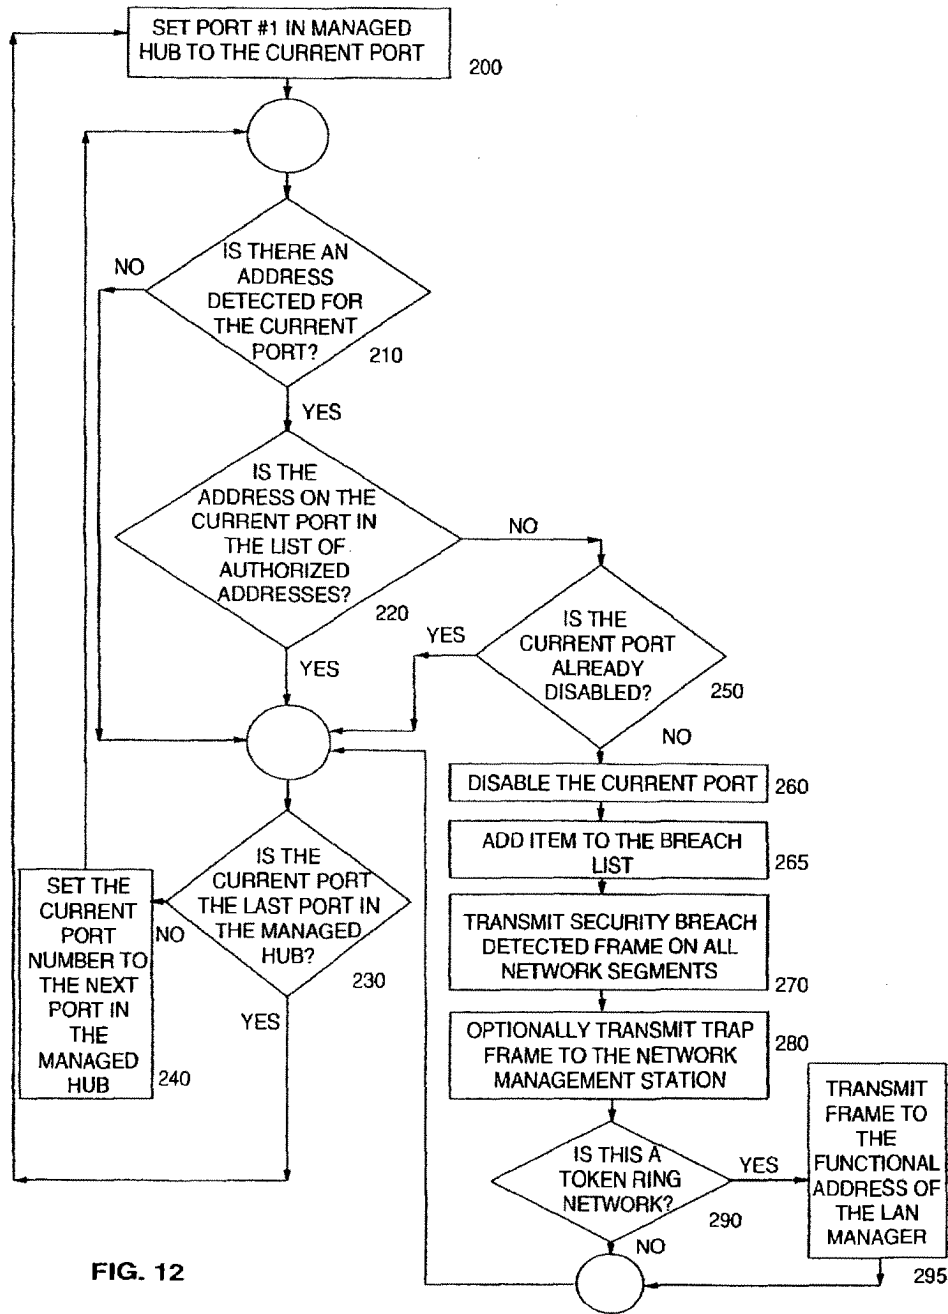 SET PORT #1 IN MANAGED
HUB TO THE CURRENT PORT
200
IS THERE AN
ADDRESS
DETECTED FOR
THE CURRENT
PORT?
210
NO
YES
IS THE
ADDRESS ON THE
CURRENT PORT IN
THE LIST OF
AUTHORIZED
ADDRESSES?
220
NO
YES
IS THE
CURRENT PORT
ALREADY
DISABLED?
250
YES
NO
DISABLE THE CURRENT PORT
260
ADD ITEM TO THE BREACH
LIST
265
TRANSMIT SECURITY BREACH
DETECTED FRAME ON ALL
NETWORK SEGMENTS
270
OPTIONALLY TRANSMIT TRAP
FRAME TO THE NETWORK
MANAGEMENT STATION
280
IS THIS A
TOKEN RING
NETWORK?
290
YES
NO
TRANSMIT
FRAME TO
THE
FUNCTIONAL
ADDRESS OF
THE LAN
MANAGER
295
IS THE
CURRENT PORT
THE LAST PORT IN
THE MANAGED
HUB?
230
NO
YES
SET THE
CURRENT
PORT
NUMBER TO
THE NEXT
PORT IN
THE
MANAGED
HUB
240
FIG. 12